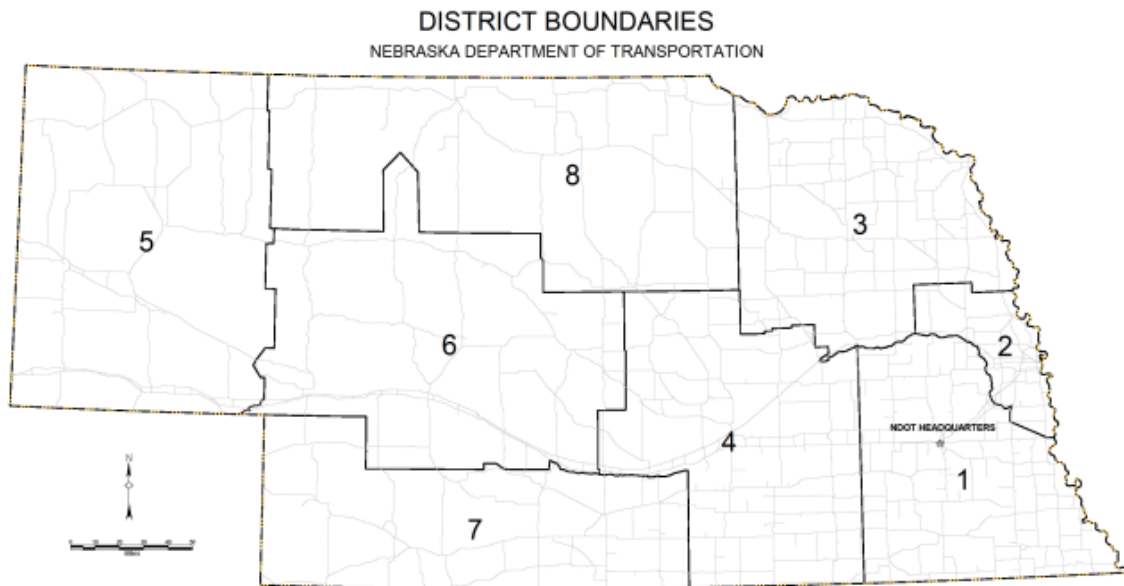 DISTRICT BOUNDARIES
NEBRASKA DEPARTMENT OF TRANSPORTATION
8
3
5
6
2
NDOT HEADQUARTERS
4
1
7
N